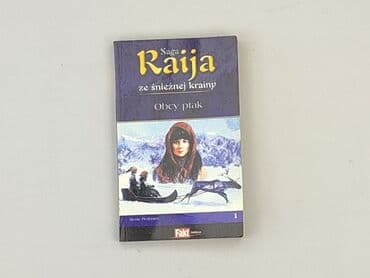 Saga
Raija
ze śnieżnej krainy
Obcy ptak
1
Fakt